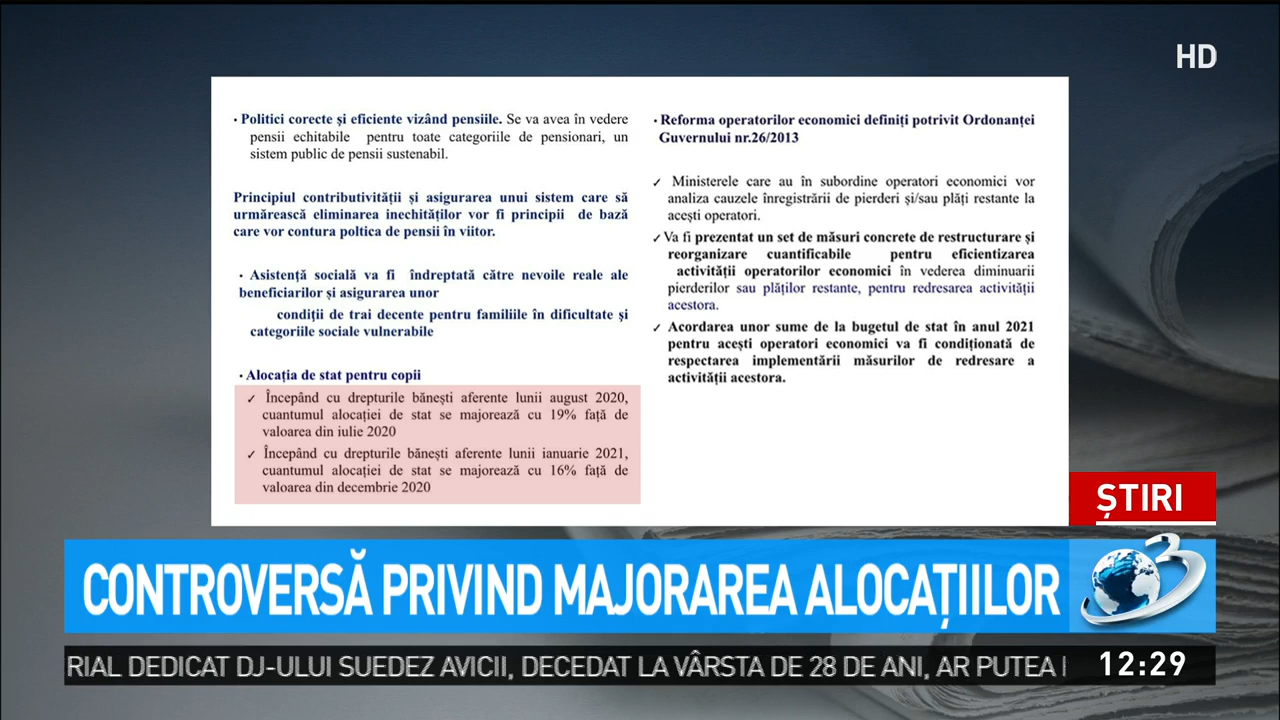 HD
· Politici corecte și eficiente vizând pensiile. Se va avea în vedere
pensii echitabile pentru toate categoriile de pensionari, un
sistem public de pensii sustenabil.
Principiul contributivității și asigurarea unui sistem care să
urmărească eliminarea inechităților vor fi principii de bază
care vor contura poltica de pensii în viitor.
· Asistență socială va fi îndreptată către nevoile reale ale
beneficiarilor și asigurarea unor
condiții de trai decente pentru familiile în dificultate și
categoriile sociale vulnerabile
· Alocația de stat pentru copii
✓ Începând cu drepturile bănești aferente lunii august 2020,
cuantumul alocației de stat se majorează cu 19% față de
valoarea din iulie 2020
✓ Începând cu drepturile bănești aferente lunii ianuarie 2021,
cuantumul alocației de stat se majorează cu 16% față de
valoarea din decembrie 2020
· Reforma operatorilor economici definiți potrivit Ordonanței
Guvernului nr.26/2013
✓ Ministerele care au în subordine operatori economici vor
analiza cauzele înregistrării de pierderi și/sau plăți restante la
acești operatori.
✓ Va fi prezentat un set de măsuri concrete de restructurare și
reorganizare cuantificabile pentru eficientizarea
activității operatorilor economici în vederea diminuarii
pierderilor sau plăților restante, pentru redresarea activității
acestora.
✓ Acordarea unor sume de la bugetul de stat în anul 2021
pentru acești operatori economici va fi condiționată de
respectarea implementării măsurilor de redresare a
activității acestora.
ȘTIRI
CONTROVERSĂ PRIVIND MAJORAREA ALOCAȚIILOR
3
RIAL DEDICAT DJ-ULUI SUEDEZ AVICII, DECEDAT LA VÂRSTA DE 28 DE ANI, AR PUTEA
12:29